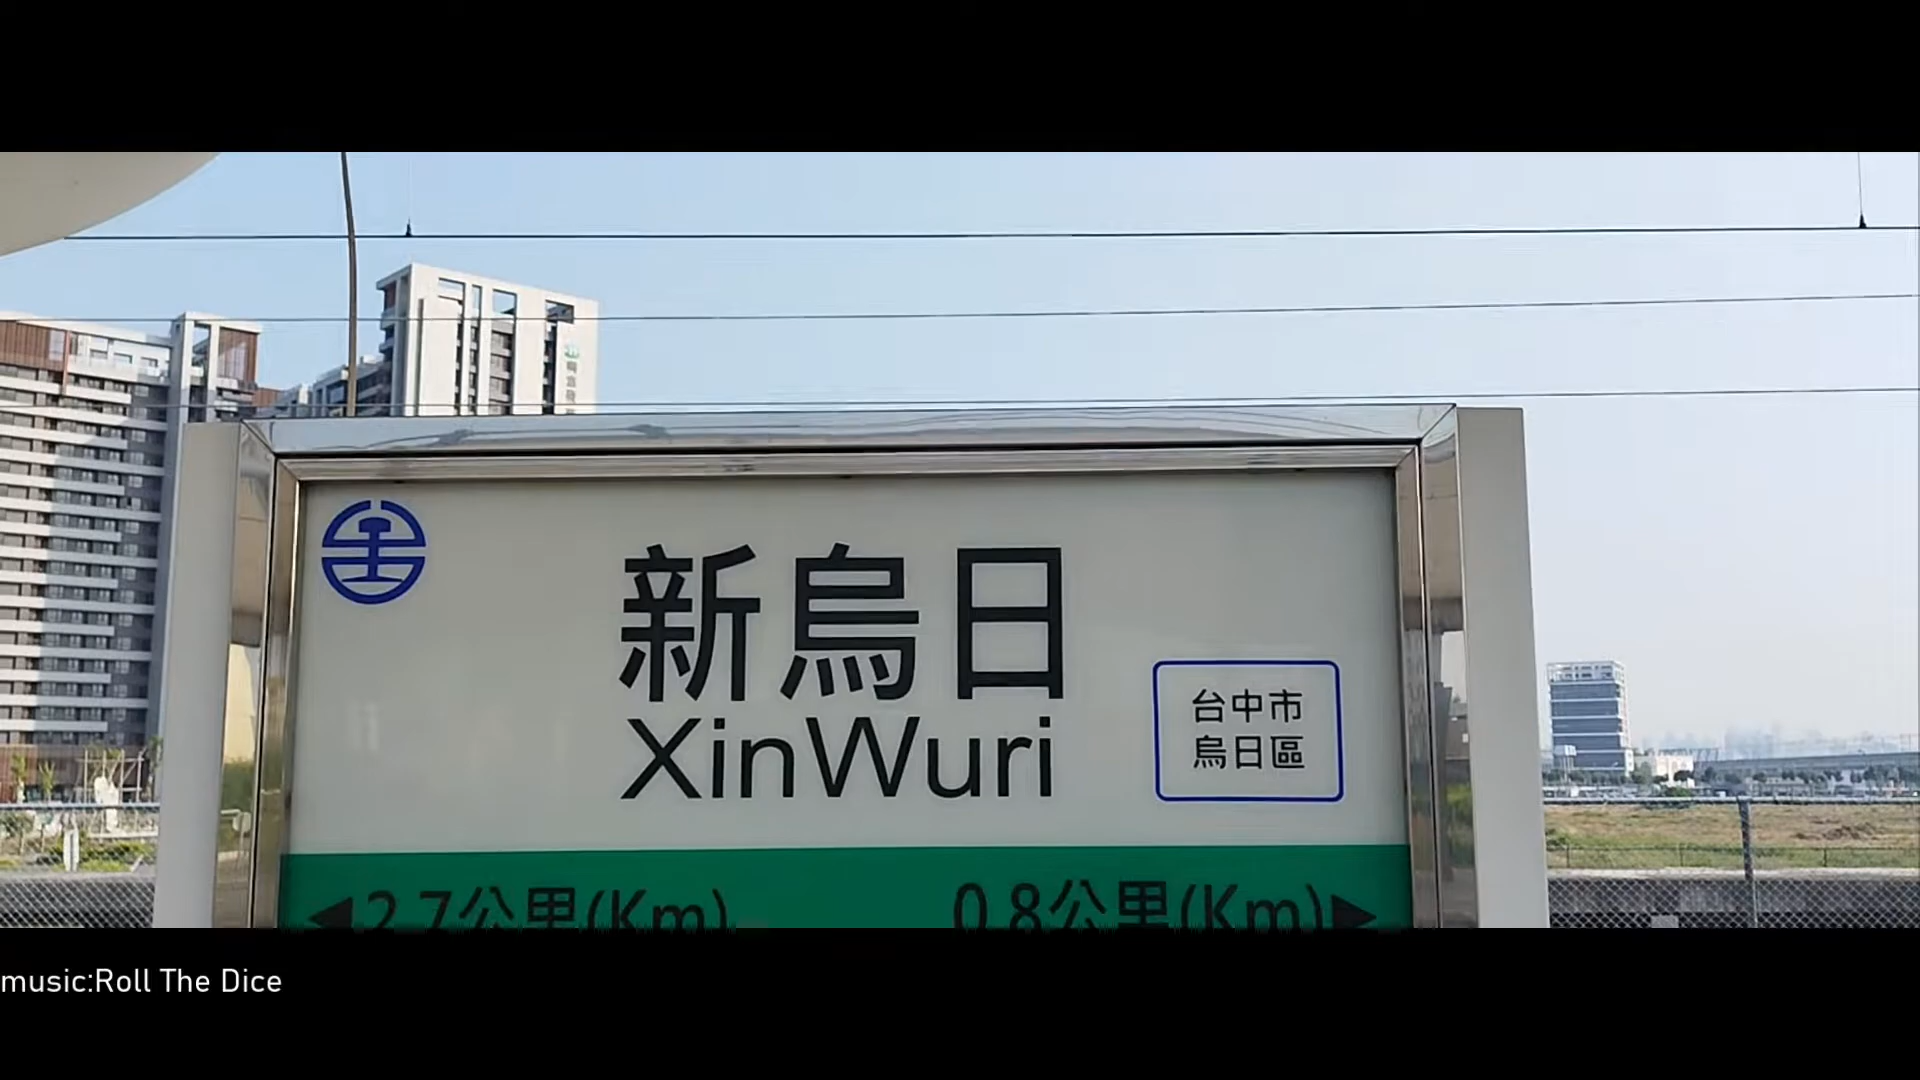 新烏日
XinWuri
台中市
烏日區
◀2.7公里(Km)
0.8公里(Km)▶
music:Roll The Dice